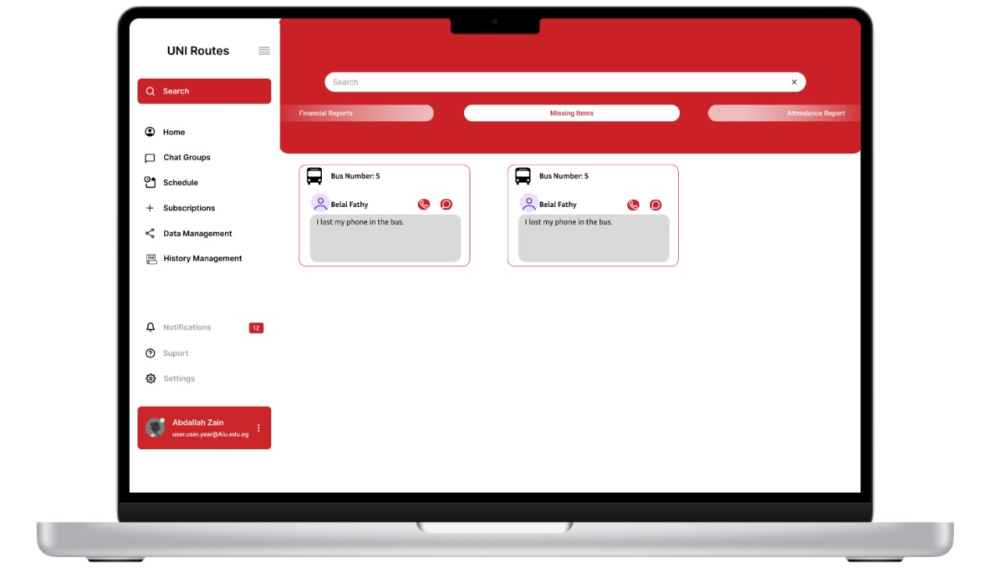 UNI Routes
Search
Home
Chat Groups
Schedule
Subscriptions
Data Management
History Management
Notifications 12
Suport
Settings
Abdallah Zain
user.user.year@Aiu.edu.eg
Search ×
Financial Reports
Missing Items
Attendance Report
Bus Number: 5
Belal Fathy
I lost my phone in the bus.
Bus Number: 5
Belal Fathy
I lost my phone in the bus.